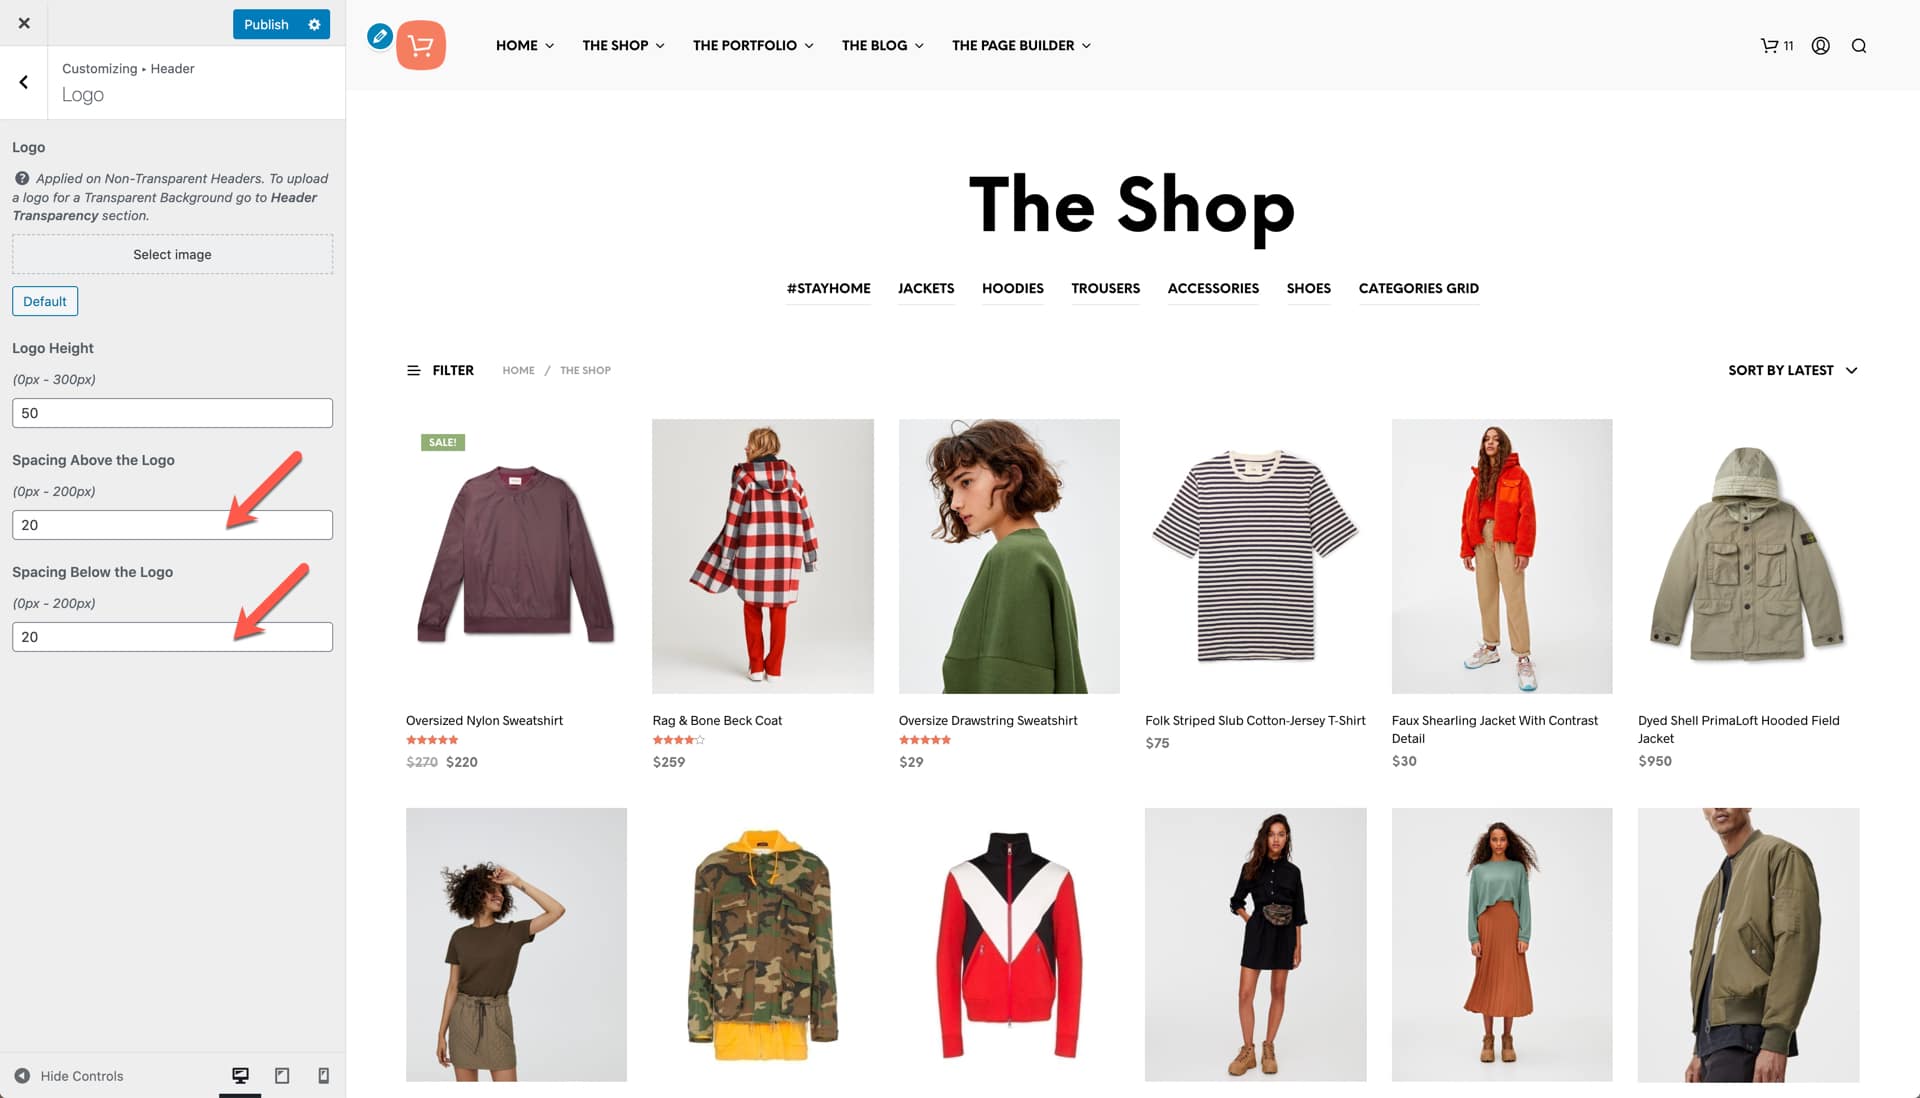 Publish
Customizing ▸ Header
Logo
Logo
Applied on Non-Transparent Headers. To upload
a logo for a Transparent Background go to Header
Transparency section.
Select image
Default
Logo Height
(0px - 300px)
50
Spacing Above the Logo
(0px - 200px)
20
Spacing Below the Logo
(0px - 200px)
20
Hide Controls
HOME THE SHOP THE PORTFOLIO THE BLOG THE PAGE BUILDER
11
The Shop
#STAYHOME JACKETS HOODIES TROUSERS ACCESSORIES SHOES CATEGORIES GRID
FILTER HOME / THE SHOP SORT BY LATEST
SALE!
Oversized Nylon Sweatshirt
$270 $220
Rag & Bone Beck Coat
$259
Oversize Drawstring Sweatshirt
$29
Folk Striped Slub Cotton-Jersey T-Shirt
$75
Faux Shearling Jacket With Contrast
Detail
$30
Dyed Shell PrimaLoft Hooded Field
Jacket
$950